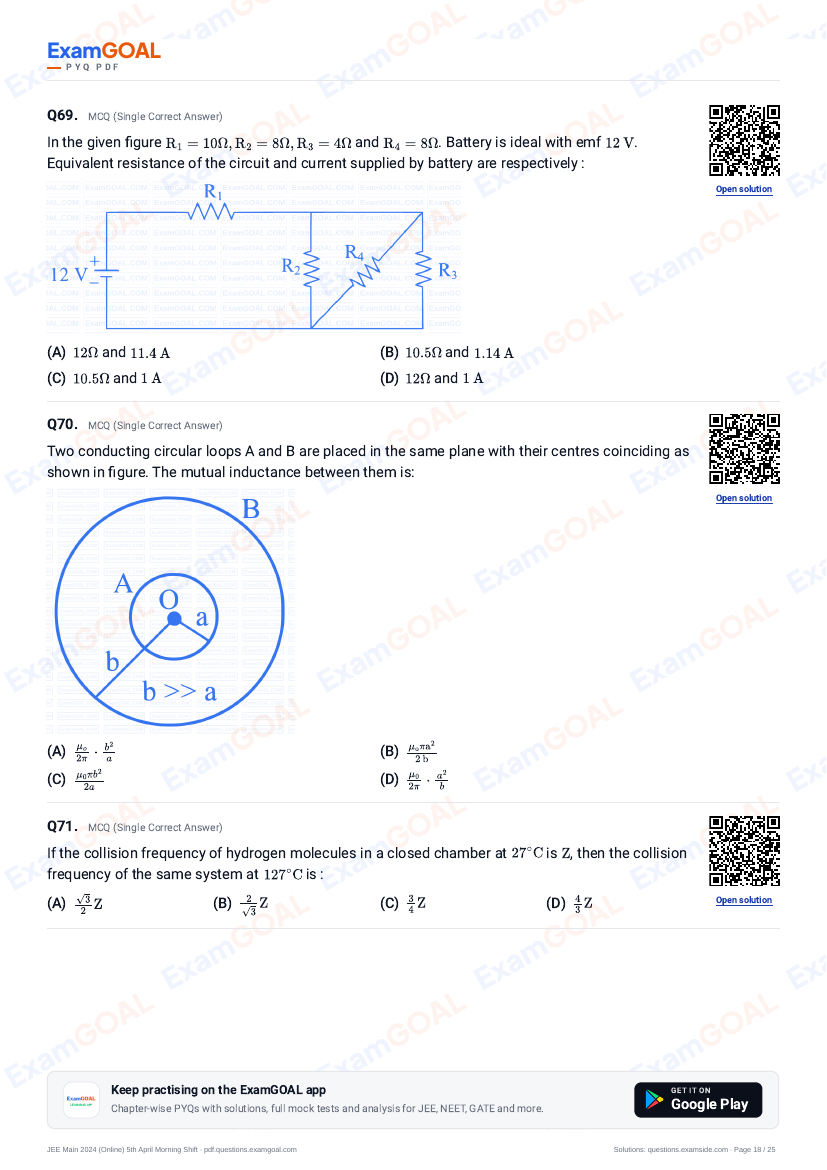 ExamGOAL
PYQ PDF
Q69. MCQ (Single Correct Answer)
In the given figure R₁ = 10Ω, R₂ = 8Ω, R₃ = 4Ω and R₄ = 8Ω. Battery is ideal with emf 12 V.
Equivalent resistance of the circuit and current supplied by battery are respectively :
Open solution
R₁
12 V
+
−
R₂
R₄
R₃
(A) 12Ω and 11.4 A
(B) 10.5Ω and 1.14 A
(C) 10.5Ω and 1 A
(D) 12Ω and 1 A
Q70. MCQ (Single Correct Answer)
Two conducting circular loops A and B are placed in the same plane with their centres coinciding as
shown in figure. The mutual inductance between them is:
Open solution
B
A
O
a
b
b >> a
(A) μ₀/2π · b²/a
(B) μ₀πa²/2 b
(C) μ₀πb²/2a
(D) μ₀/2π · a²/b
Q71. MCQ (Single Correct Answer)
If the collision frequency of hydrogen molecules in a closed chamber at 27°C is Z, then the collision
frequency of the same system at 127°C is :
Open solution
(A) √3/2 Z (B) 2/√3 Z (C) 3/4 Z (D) 4/3 Z
Keep practising on the ExamGOAL app
Chapter-wise PYQs with solutions, full mock tests and analysis for JEE, NEET, GATE and more.
GET IT ON
Google Play
JEE Main 2024 (Online) 5th April Morning Shift · pdf.questions.examgoal.com
Solutions: questions.examside.com · Page 18 / 25